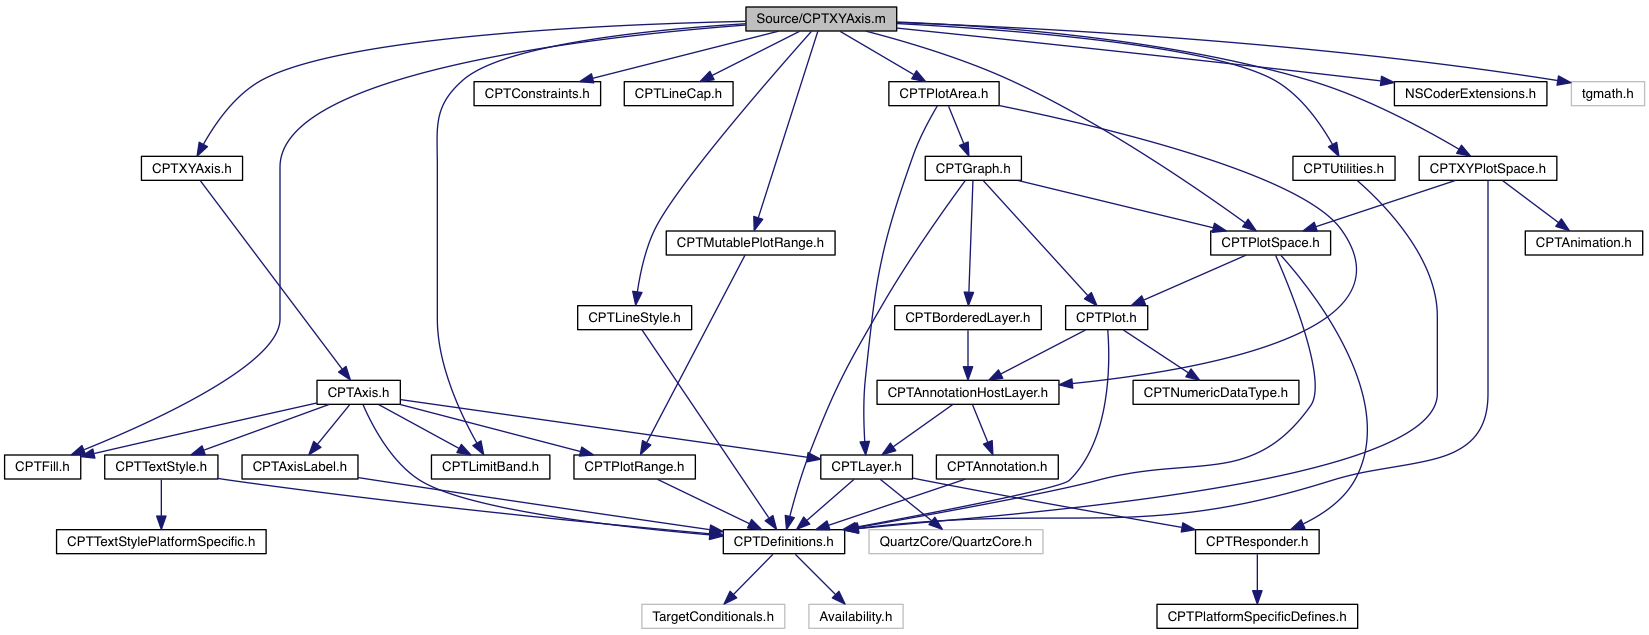 Source/CPTXYAxis.m
CPTConstraints.h
CPTLineCap.h
CPTPlotArea.h
NSCoderExtensions.h
tgmath.h
CPTXYAxis.h
CPTGraph.h
CPTUtilities.h
CPTXYPlotSpace.h
CPTMutablePlotRange.h
CPTPlotSpace.h
CPTAnimation.h
CPTLineStyle.h
CPTBorderedLayer.h
CPTPlot.h
CPTAxis.h
CPTAnnotationHostLayer.h
CPTNumericDataType.h
CPTFill.h
CPTTextStyle.h
CPTAxisLabel.h
CPTLimitBand.h
CPTPlotRange.h
CPTLayer.h
CPTAnnotation.h
CPTTextStylePlatformSpecific.h
CPTDefinitions.h
QuartzCore/QuartzCore.h
CPTResponder.h
TargetConditionals.h
Availability.h
CPTPlatformSpecificDefines.h